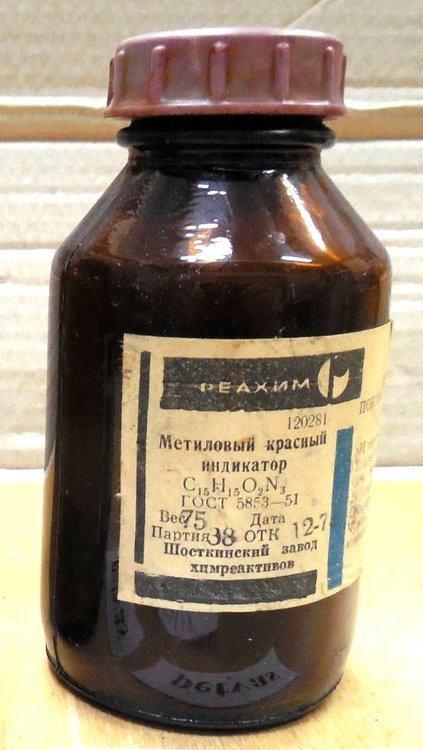 РЕАХИМ
120281
Метиловый красный
индикатор
C₁₅H₁₅O₂N₃
ГОСТ 5853—51
Вес 75 Дата
Партия 38 ОТК 12-7
Шосткинский завод
химреактивов